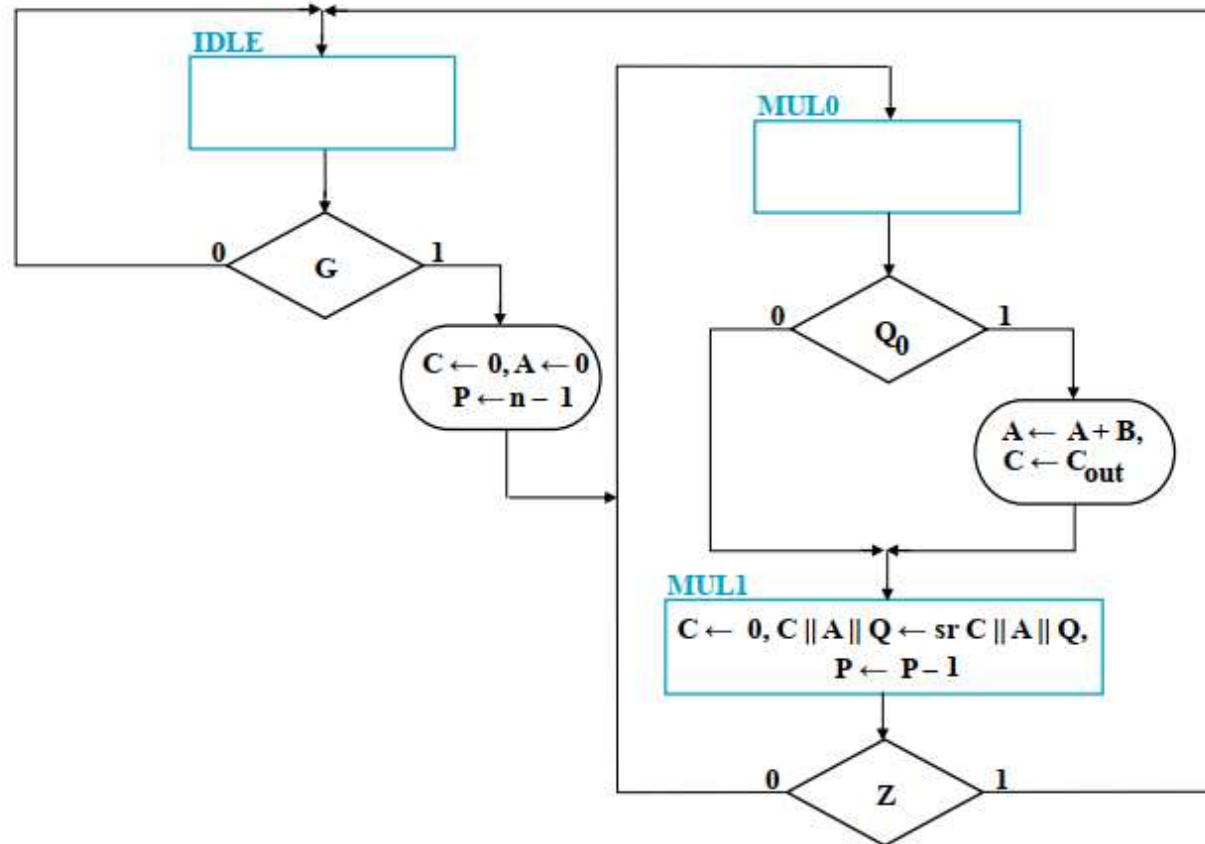 IDLE
0
1
G
C ← 0, A ← 0
P ← n – 1
MUL0
0
1
Q0
A ← A + B,
C ← Cout
MUL1
C ← 0, C || A || Q ← sr C || A || Q,
P ← P – 1
0
1
Z